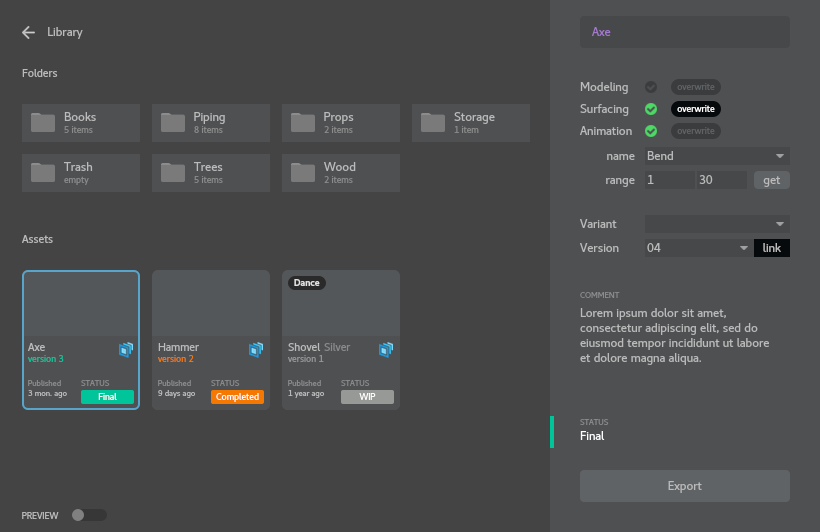 Library
Folders
Books
5 items
Piping
8 items
Props
2 items
Storage
1 item
Trash
empty
Trees
5 items
Wood
2 items
Assets
Axe
version 3
Published
3 mon. ago
STATUS
Final
Hammer
version 2
Published
9 days ago
STATUS
Completed
Dance
Shovel Silver
version 1
Published
1 year ago
STATUS
WIP
PREVIEW
Axe
Modeling overwrite
Surfacing overwrite
Animation overwrite
name Bend
range 1 30 get
Variant
Version 04 link
COMMENT
Lorem ipsum dolor sit amet,
consectetur adipiscing elit, sed do
eiusmod tempor incididunt ut labore
et dolore magna aliqua.
STATUS
Final
Export